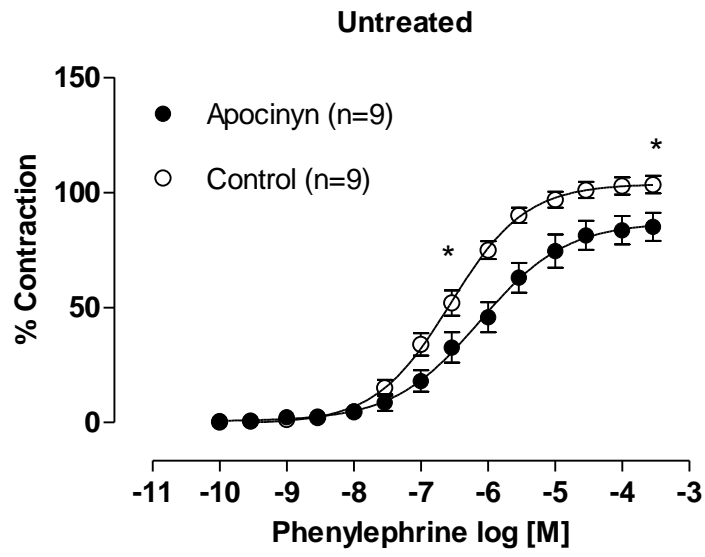 Untreated
150
100
50
0
% Contraction
Apocinyn (n=9)
Control (n=9)
*
*
-11 -10 -9 -8 -7 -6 -5 -4 -3
Phenylephrine log [M]